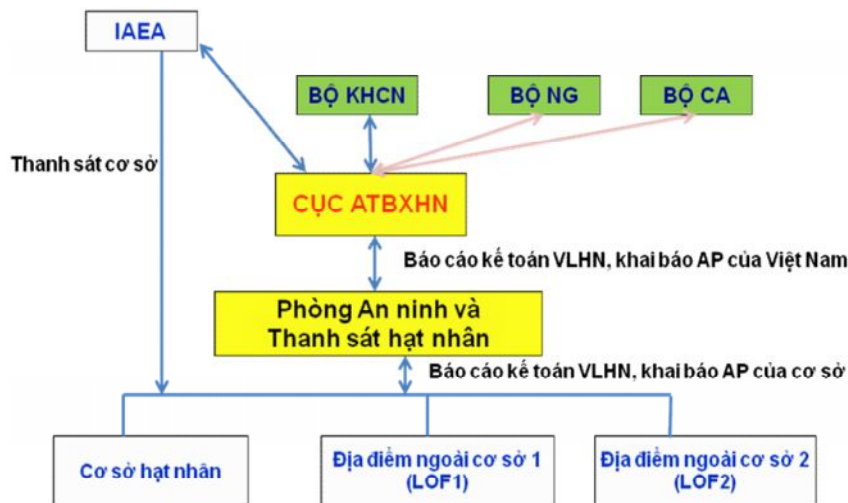 IAEA
BỘ KHCN
BỘ NG
BỘ CA
Thanh sát cơ sở
CỤC ATBXHN
Báo cáo kế toán VLHN, khai báo AP của Việt Nam
Phòng An ninh và
Thanh sát hạt nhân
Báo cáo kế toán VLHN, khai báo AP của cơ sở
Cơ sở hạt nhân
Địa điểm ngoài cơ sở 1
(LOF1)
Địa điểm ngoài cơ sở 2
(LOF2)